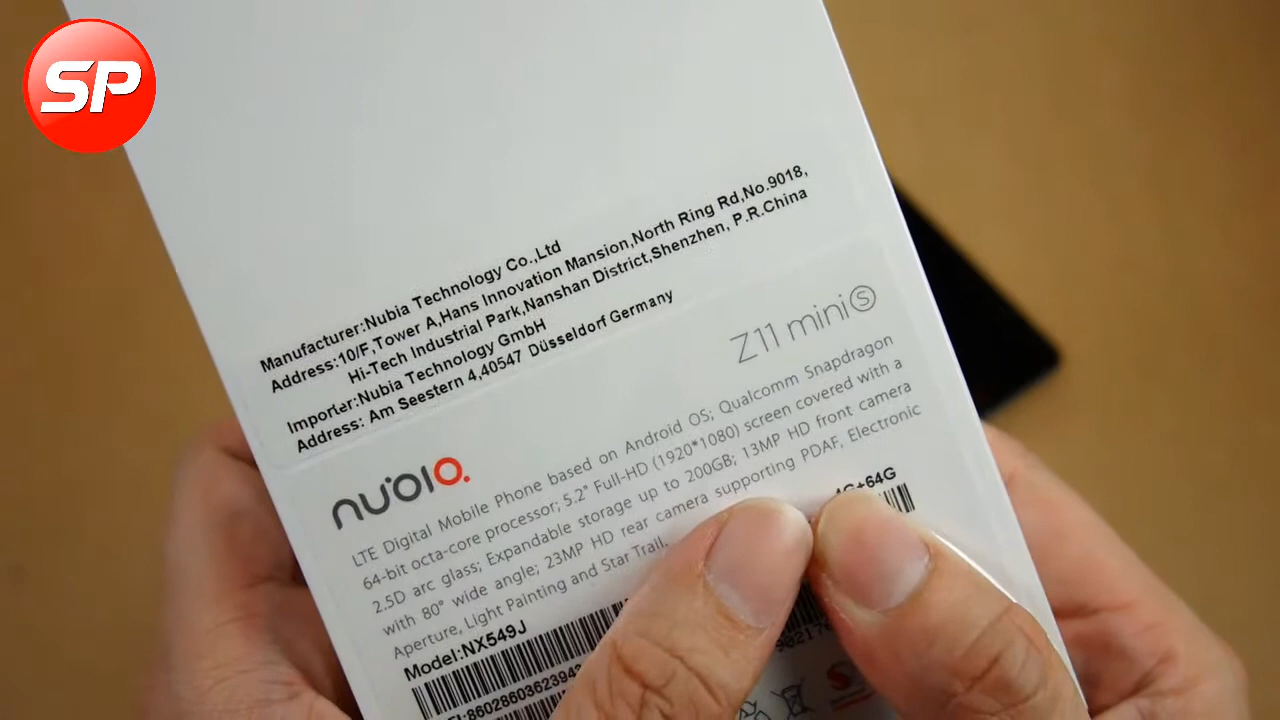 SP
Manufacturer:Nubia Technology Co.,Ltd
Address:10/F,Tower A,Hans Innovation Mansion,North Ring Rd,No.9018,
Hi-Tech Industrial Park,Nanshan District,Shenzhen, P.R.China
Importer:Nubia Technology GmbH
Address: Am Seestern 4,40547 Düsseldorf Germany
Z11 mini S
nubia
LTE Digital Mobile Phone based on Android OS; Qualcomm Snapdragon
64-bit octa-core processor; 5.2" Full-HD (1920*1080) screen covered with a
2.5D arc glass; Expandable storage up to 200GB; 13MP HD front camera
with 80° wide angle; 23MP HD rear camera supporting PDAF, Electronic
Aperture, Light Painting and Star Trail.
4G+64G
Model:NX549J